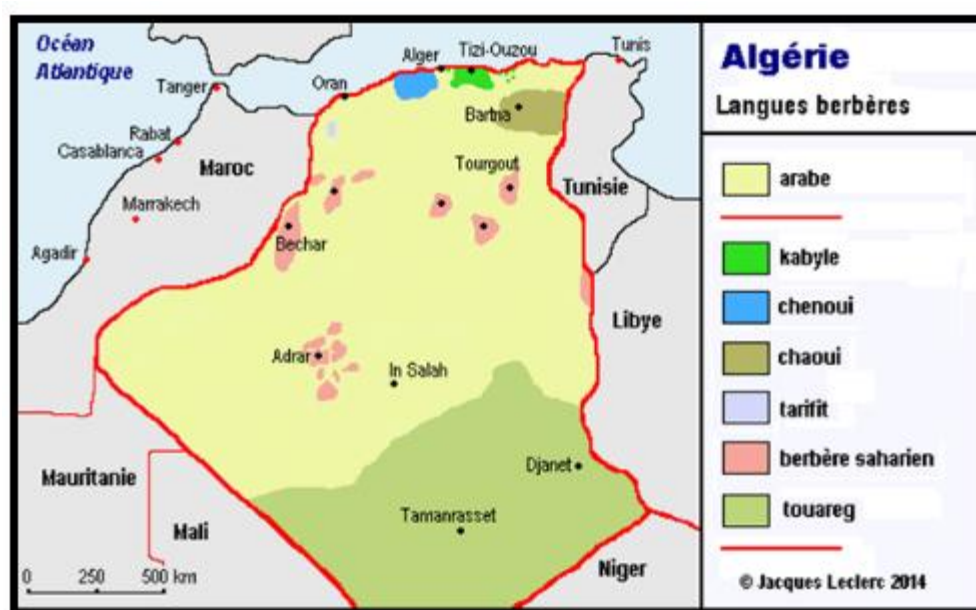 Océan
Atlantique
Tanger
Rabat
Casablanca
Maroc
Marrakech
Agadir
Oran
Alger
Tizi-Ouzou
Tunis
Bartna
Tourgout
Tunisie
Bechar
Libye
Adrar
In Salah
Djanet
Tamanrasset
Mauritanie
Mali
Niger
0 250 500 km
Algérie
Langues berbères
arabe
kabyle
chenoui
chaoui
tarifit
berbère saharien
touareg
© Jacques Leclerc 2014